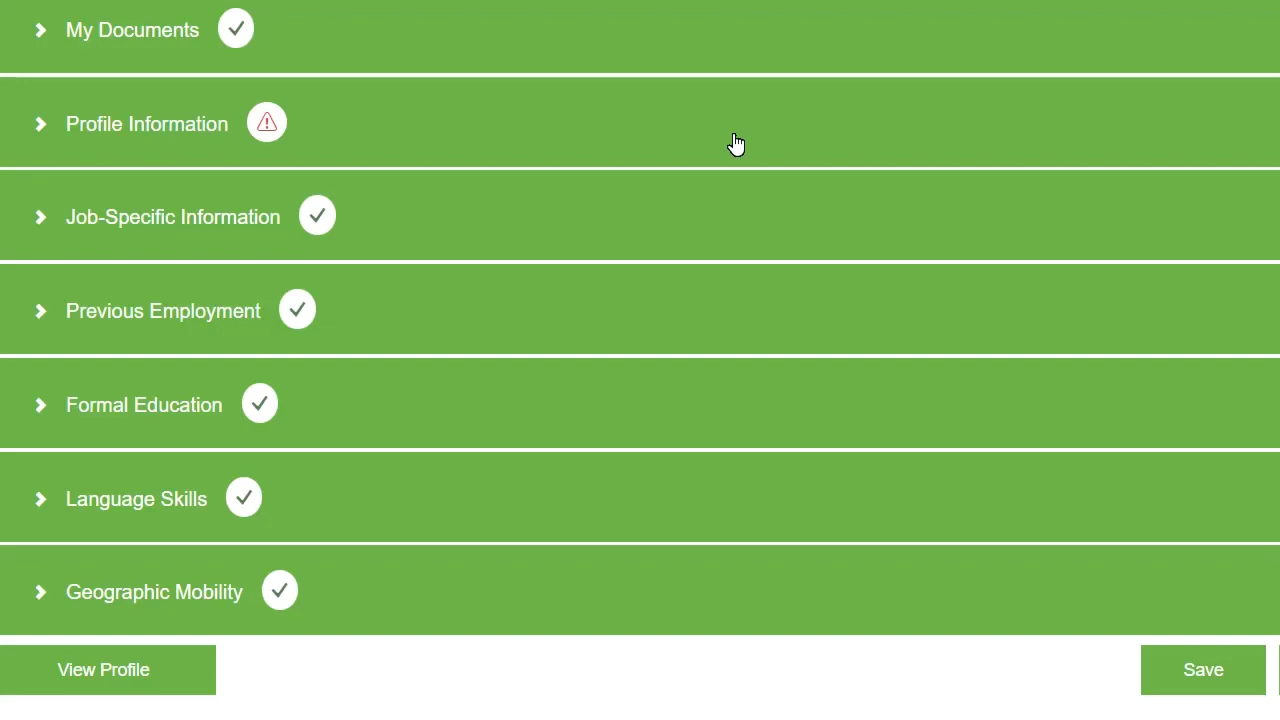 My Documents
Profile Information
Job-Specific Information
Previous Employment
Formal Education
Language Skills
Geographic Mobility
View Profile
Save